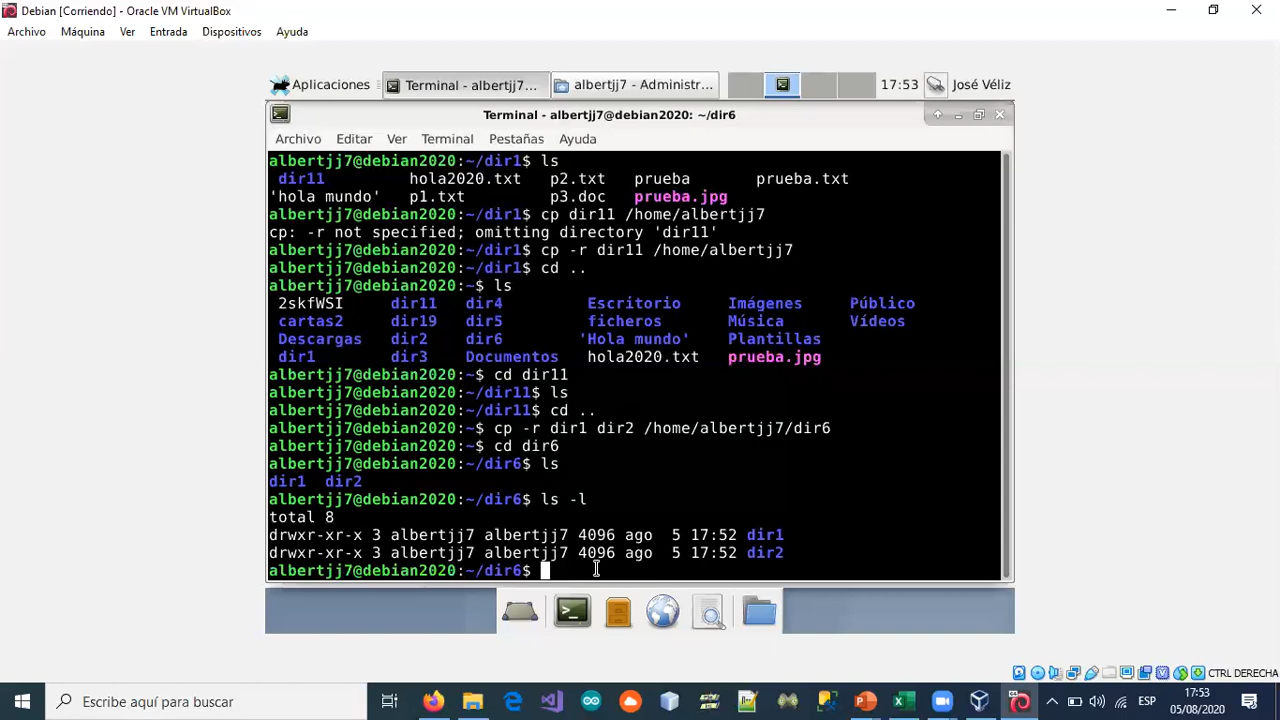 Debian [Corriendo] - Oracle VM VirtualBox
Archivo Máquina Ver Entrada Dispositivos Ayuda
Aplicaciones Terminal - albertjj7... albertjj7 - Administr... 17:53 José Véliz
Terminal - albertjj7@debian2020: ~/dir6
Archivo Editar Ver Terminal Pestañas Ayuda
albertjj7@debian2020:~/dir1$ ls
dir11 hola2020.txt p2.txt prueba prueba.txt
'hola mundo' p1.txt p3.doc prueba.jpg
albertjj7@debian2020:~/dir1$ cp dir11 /home/albertjj7
cp: -r not specified; omitting directory 'dir11'
albertjj7@debian2020:~/dir1$ cp -r dir11 /home/albertjj7
albertjj7@debian2020:~/dir1$ cd ..
albertjj7@debian2020:~$ ls
2skfWSI dir11 dir4 Escritorio Imágenes Público
cartas2 dir19 dir5 ficheros Música Vídeos
Descargas dir2 dir6 'Hola mundo' Plantillas
dir1 dir3 Documentos hola2020.txt prueba.jpg
albertjj7@debian2020:~$ cd dir11
albertjj7@debian2020:~/dir11$ ls
albertjj7@debian2020:~/dir11$ cd ..
albertjj7@debian2020:~$ cp -r dir1 dir2 /home/albertjj7/dir6
albertjj7@debian2020:~$ cd dir6
albertjj7@debian2020:~/dir6$ ls
dir1 dir2
albertjj7@debian2020:~/dir6$ ls -l
total 8
drwxr-xr-x 3 albertjj7 albertjj7 4096 ago 5 17:52 dir1
drwxr-xr-x 3 albertjj7 albertjj7 4096 ago 5 17:52 dir2
albertjj7@debian2020:~/dir6$
CTRL DERECHA
Escribe aquí para buscar
ESP
17:53
05/08/2020